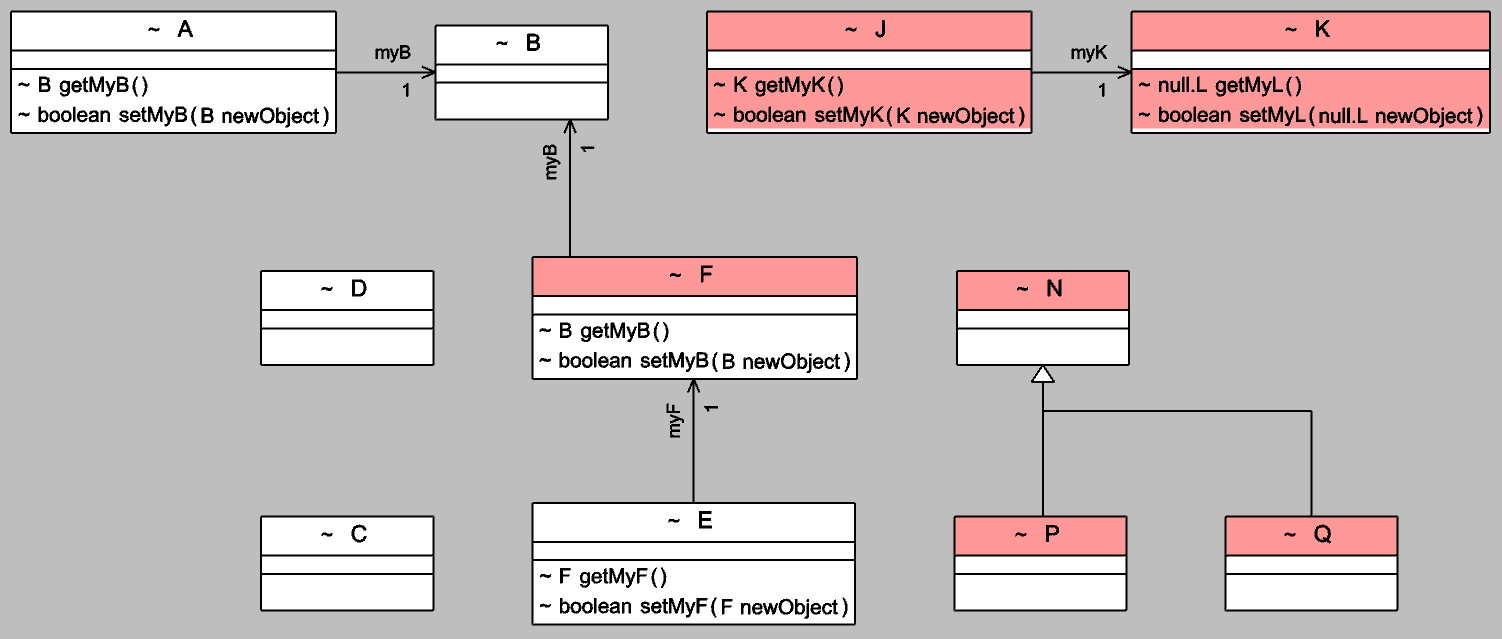 ~ A
~ B getMyB()
~ boolean setMyB(B newObject)
myB
1
~ B
~ J
~ K getMyK()
~ boolean setMyK(K newObject)
myK
1
~ K
~ null.L getMyL()
~ boolean setMyL(null.L newObject)
myB
1
~ D
~ F
~ B getMyB()
~ boolean setMyB(B newObject)
~ N
myF
1
~ C
~ E
~ F getMyF()
~ boolean setMyF(F newObject)
~ P
~ Q